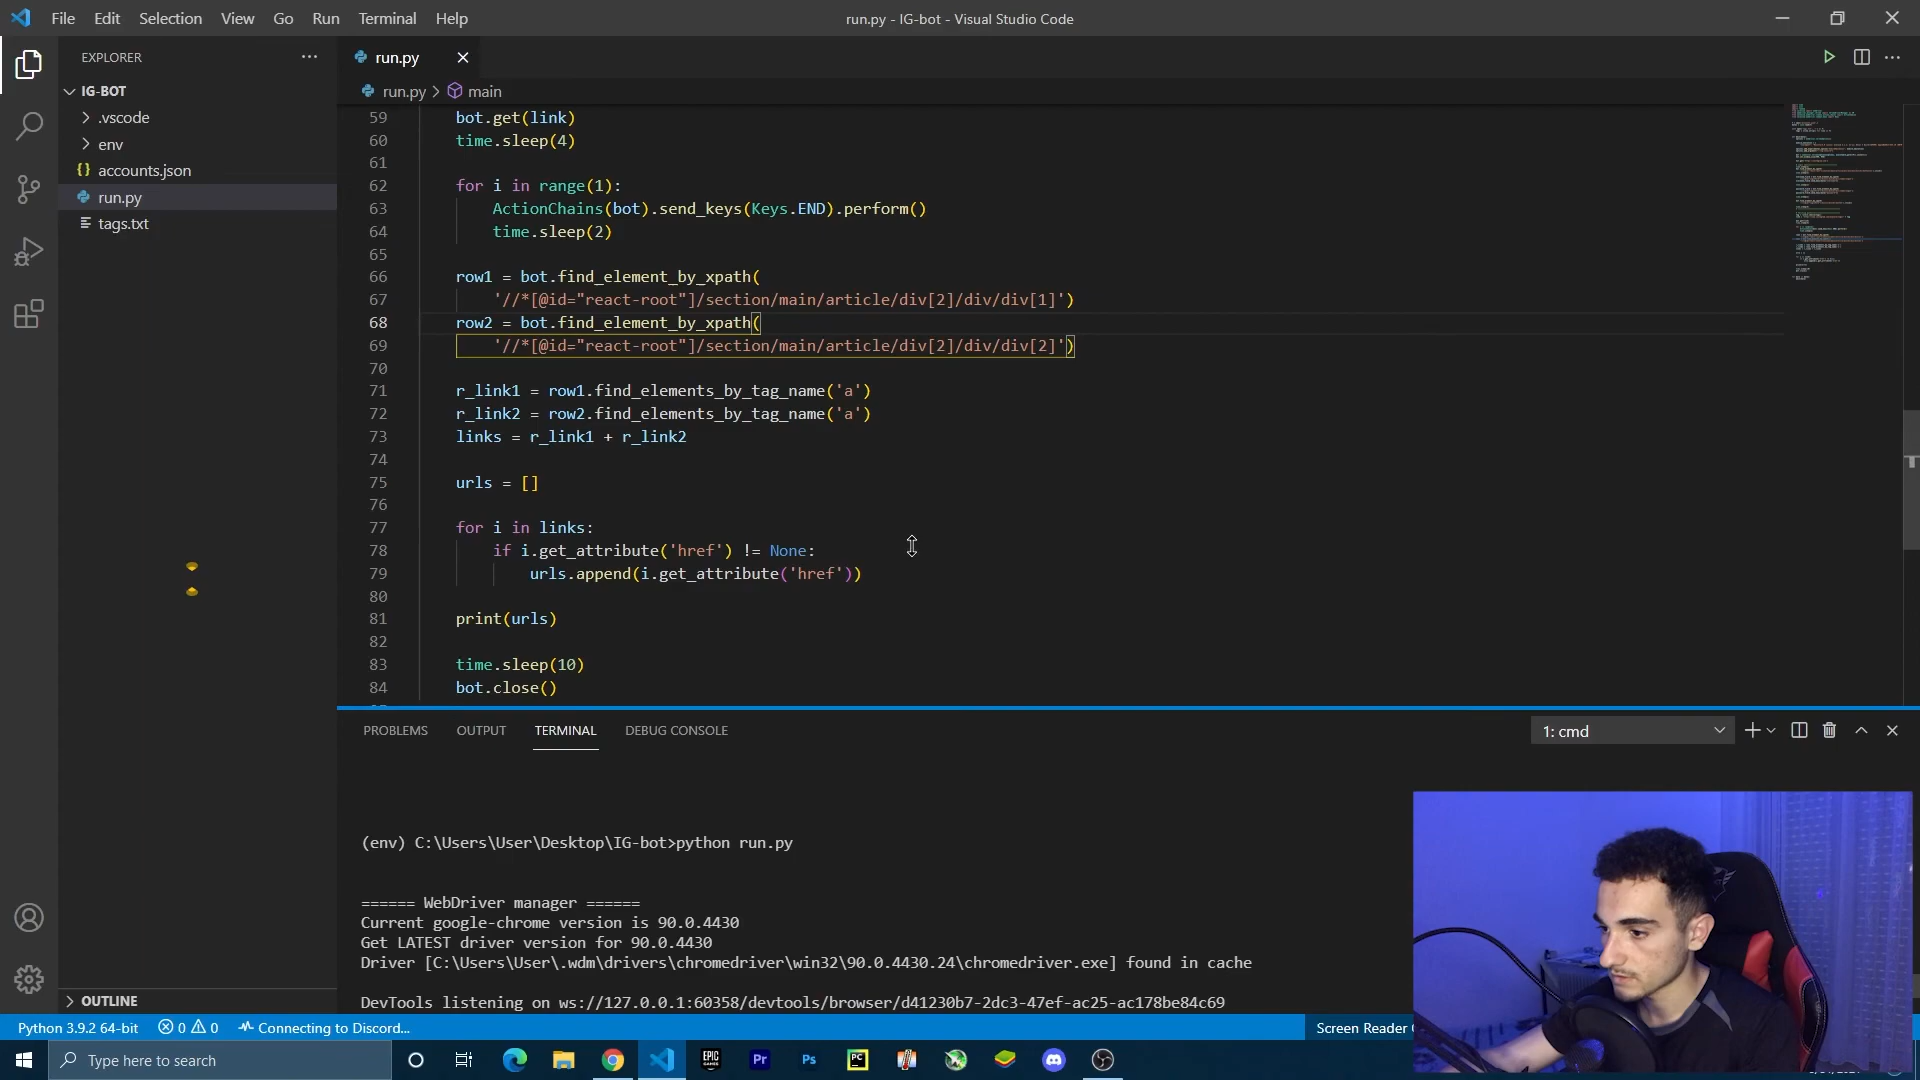 File Edit Selection View Go Run Terminal Help
run.py - IG-bot - Visual Studio Code
EXPLORER
IG-BOT
.vscode
env
{} accounts.json
run.py
tags.txt
OUTLINE
run.py
run.py > main
59 bot.get(link)
60 time.sleep(4)
61
62 for i in range(1):
63 ActionChains(bot).send_keys(Keys.END).perform()
64 time.sleep(2)
65
66 row1 = bot.find_element_by_xpath(
67 '//*[@id="react-root"]/section/main/article/div[2]/div/div[1]')
68 row2 = bot.find_element_by_xpath(
69 '//*[@id="react-root"]/section/main/article/div[2]/div/div[2]')
70
71 r_link1 = row1.find_elements_by_tag_name('a')
72 r_link2 = row2.find_elements_by_tag_name('a')
73 links = r_link1 + r_link2
74
75 urls = []
76
77 for i in links:
78 if i.get_attribute('href') != None:
79 urls.append(i.get_attribute('href'))
80
81 print(urls)
82
83 time.sleep(10)
84 bot.close()
PROBLEMS OUTPUT TERMINAL DEBUG CONSOLE
1: cmd
(env) C:\Users\User\Desktop\IG-bot>python run.py
====== WebDriver manager ======
Current google-chrome version is 90.0.4430
Get LATEST driver version for 90.0.4430
Driver [C:\Users\User\.wdm\drivers\chromedriver\win32\90.0.4430.24\chromedriver.exe] found in cache
DevTools listening on ws://127.0.0.1:60358/devtools/browser/d41230b7-2dc3-47ef-ac25-ac178be84c69
Python 3.9.2 64-bit 0 0 Connecting to Discord...
Screen Reader
Type here to search
EPIC GAMES
Pr
Ps
PC